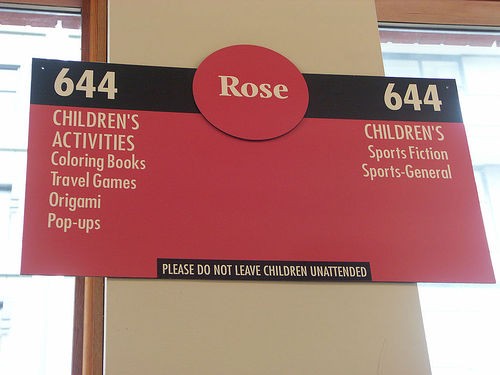 Rose
644
CHILDREN'S
ACTIVITIES
Coloring Books
Travel Games
Origami
Pop-ups
644
CHILDREN'S
Sports Fiction
Sports-General
PLEASE DO NOT LEAVE CHILDREN UNATTENDED